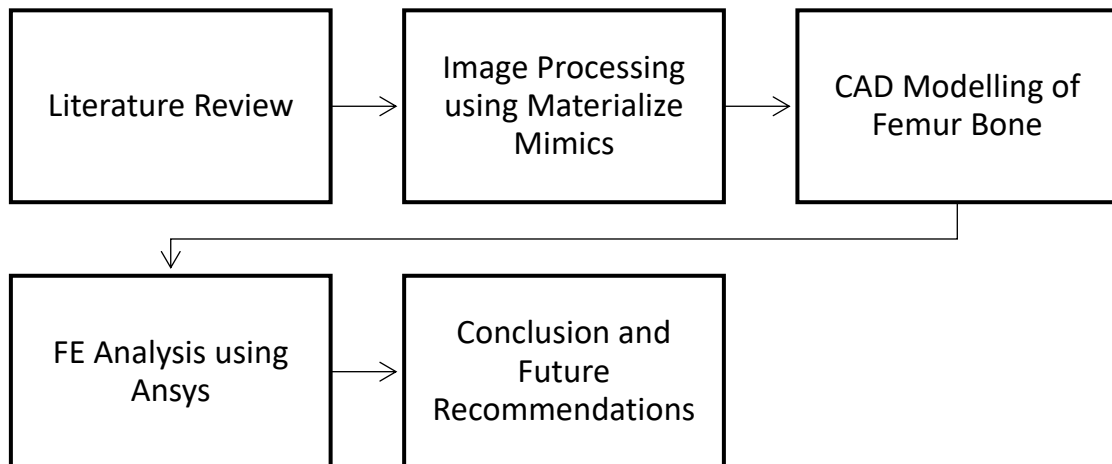 Literature Review
Image Processing
using Materialize
Mimics
CAD Modelling of
Femur Bone
FE Analysis using
Ansys
Conclusion and
Future
Recommendations